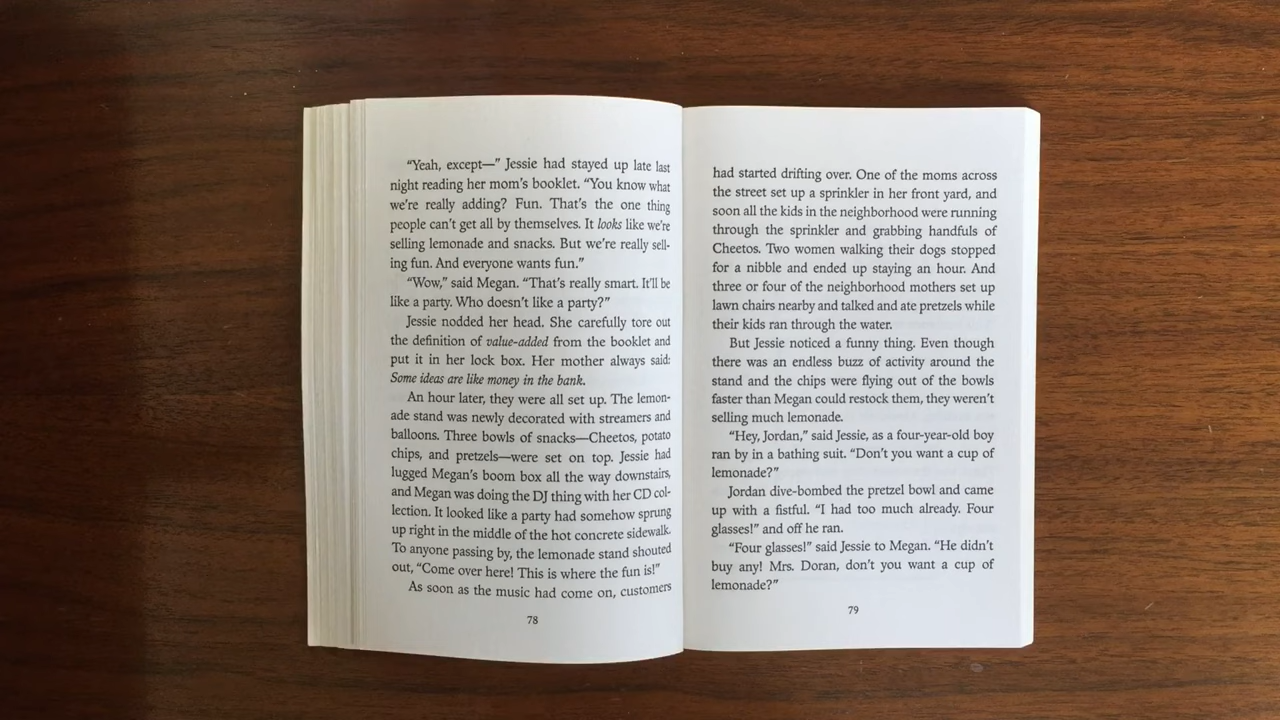 “Yeah, except—” Jessie had stayed up late last
night reading her mom’s booklet. “You know what
we’re really adding? Fun. That’s the one thing
people can’t get all by themselves. It looks like we’re
selling lemonade and snacks. But we’re really sell-
ing fun. And everyone wants fun.”
“Wow,” said Megan. “That’s really smart. It’ll be
like a party. Who doesn’t like a party?”
Jessie nodded her head. She carefully tore out
the definition of value-added from the booklet and
put it in her lock box. Her mother always said:
Some ideas are like money in the bank.
An hour later, they were all set up. The lemon-
ade stand was newly decorated with streamers and
balloons. Three bowls of snacks—Cheetos, potato
chips, and pretzels—were set on top. Jessie had
lugged Megan’s boom box all the way downstairs,
and Megan was doing the DJ thing with her CD col-
lection. It looked like a party had somehow sprung
up right in the middle of the hot concrete sidewalk.
To anyone passing by, the lemonade stand shouted
out, “Come over here! This is where the fun is!”
As soon as the music had come on, customers
78
had started drifting over. One of the moms across
the street set up a sprinkler in her front yard, and
soon all the kids in the neighborhood were running
through the sprinkler and grabbing handfuls of
Cheetos. Two women walking their dogs stopped
for a nibble and ended up staying an hour. And
three or four of the neighborhood mothers set up
lawn chairs nearby and talked and ate pretzels while
their kids ran through the water.
But Jessie noticed a funny thing. Even though
there was an endless buzz of activity around the
stand and the chips were flying out of the bowls
faster than Megan could restock them, they weren’t
selling much lemonade.
“Hey, Jordan,” said Jessie, as a four-year-old boy
ran by in a bathing suit. “Don’t you want a cup of
lemonade?”
Jordan dive-bombed the pretzel bowl and came
up with a fistful. “I had too much already. Four
glasses!” and off he ran.
“Four glasses!” said Jessie to Megan. “He didn’t
buy any! Mrs. Doran, don’t you want a cup of
lemonade?”
79